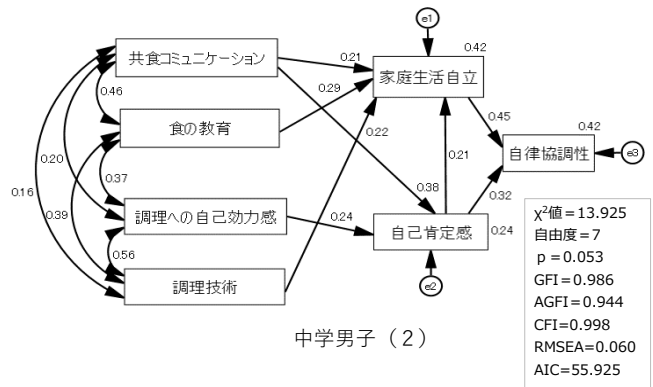 e1
0.42
共食コミュニケーション
0.21
家庭生活自立
0.46
0.29
0.45
食の教育
0.22
0.42
自律協調性
e3
0.20
0.37
0.21
0.16
0.39
0.38
0.32
調理への自己効力感
0.24
自己肯定感
0.24
0.56
調理技術
e2
中学男子（2）
χ²値＝13.925
自由度＝7
p＝0.053
GFI=0.986
AGFI=0.944
CFI=0.998
RMSEA=0.060
AIC=55.925